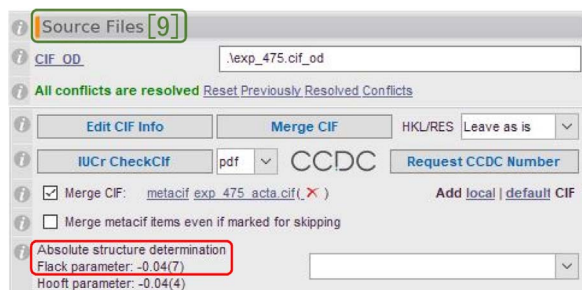 Source Files [9]
CIF OD .\exp_475.cif_od
All conflicts are resolved Reset Previously Resolved Conflicts
Edit CIF Info Merge CIF HKL/RES Leave as is
IUCr CheckCIf pdf CCDC Request CCDC Number
Merge CIF: metacif exp_475_acta.cif( X ) Add local | default CIF
Merge metacif items even if marked for skipping
Absolute structure determination
Flack parameter: -0.04(7)
Hooft parameter: -0.04(4)